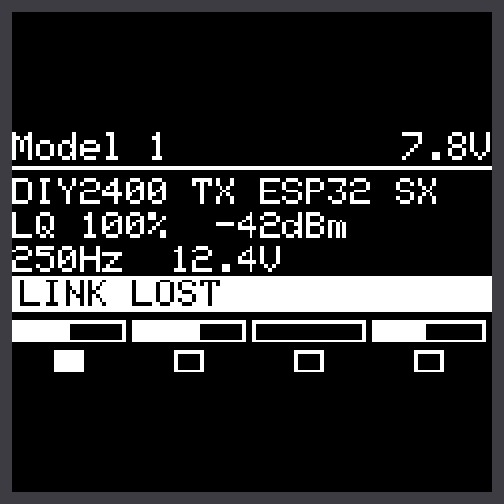 Model 1 7.8V
DIY2400 TX ESP32 SX
LQ 100% -42dBm
250Hz 12.4V
LINK LOST